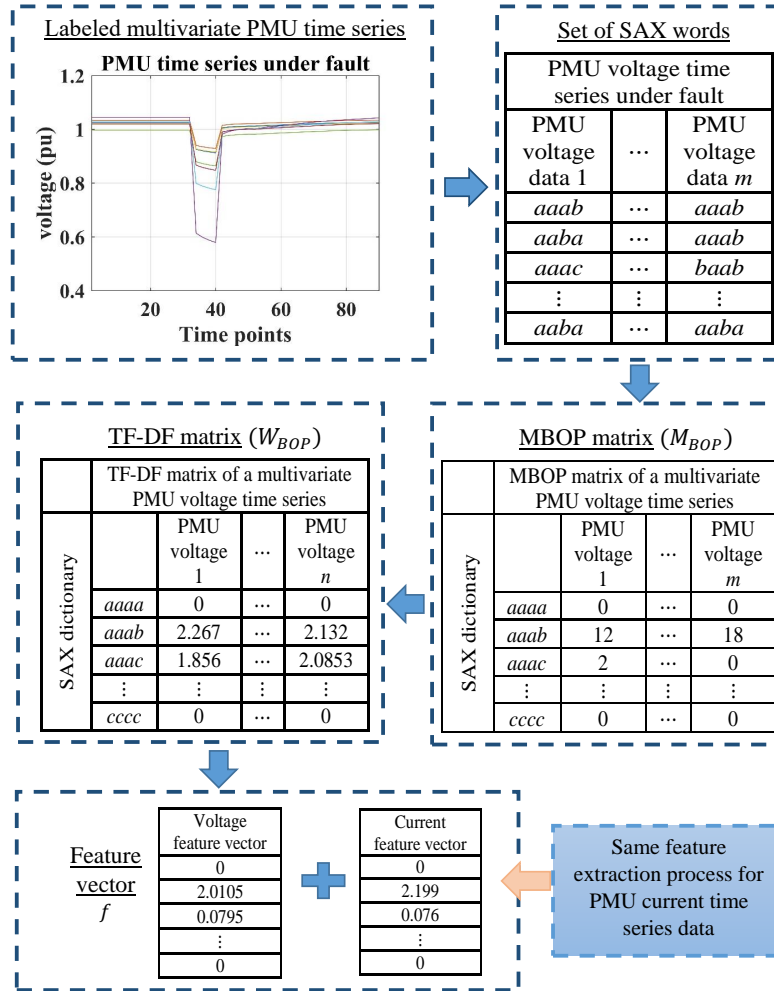 Labeled multivariate PMU time series
PMU time series under fault
1.2
1
0.8
0.6
0.4
voltage (pu)
20 40 60 80
Time points
Set of SAX words
PMU voltage time
series under fault
PMU ... PMU
voltage voltage
data 1 data m
aaab ... aaab
aaba ... aaab
aaac ... baab
⋮ ⋮ ⋮
aaba ... aaba
TF-DF matrix (W_BOP)
TF-DF matrix of a multivariate
PMU voltage time series
SAX dictionary
PMU PMU
voltage ... voltage
1 n
aaaa 0 ... 0
aaab 2.267 ... 2.132
aaac 1.856 ... 2.0853
⋮ ⋮ ⋮ ⋮
cccc 0 ... 0
MBOP matrix (M_BOP)
MBOP matrix of a multivariate
PMU voltage time series
SAX dictionary
PMU PMU
voltage ... voltage
1 m
aaaa 0 ... 0
aaab 12 ... 18
aaac 2 0
⋮ ⋮ ⋮ ⋮
cccc 0 ... 0
Feature
vector
f
Voltage
feature vector
0
2.0105
0.0795
⋮
0
Current
feature vector
0
2.199
0.076
⋮
0
Same feature
extraction process for
PMU current time
series data